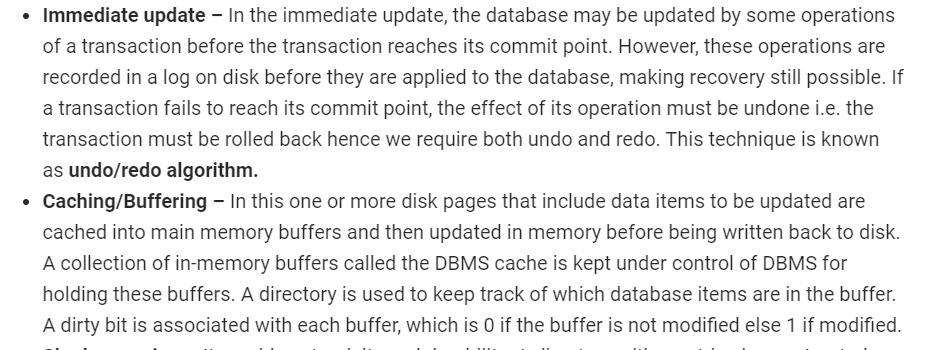 • Immediate update – In the immediate update, the database may be updated by some operations
of a transaction before the transaction reaches its commit point. However, these operations are
recorded in a log on disk before they are applied to the database, making recovery still possible. If
a transaction fails to reach its commit point, the effect of its operation must be undone i.e. the
transaction must be rolled back hence we require both undo and redo. This technique is known
as undo/redo algorithm.
• Caching/Buffering – In this one or more disk pages that include data items to be updated are
cached into main memory buffers and then updated in memory before being written back to disk.
A collection of in-memory buffers called the DBMS cache is kept under control of DBMS for
holding these buffers. A directory is used to keep track of which database items are in the buffer.
A dirty bit is associated with each buffer, which is 0 if the buffer is not modified else 1 if modified.